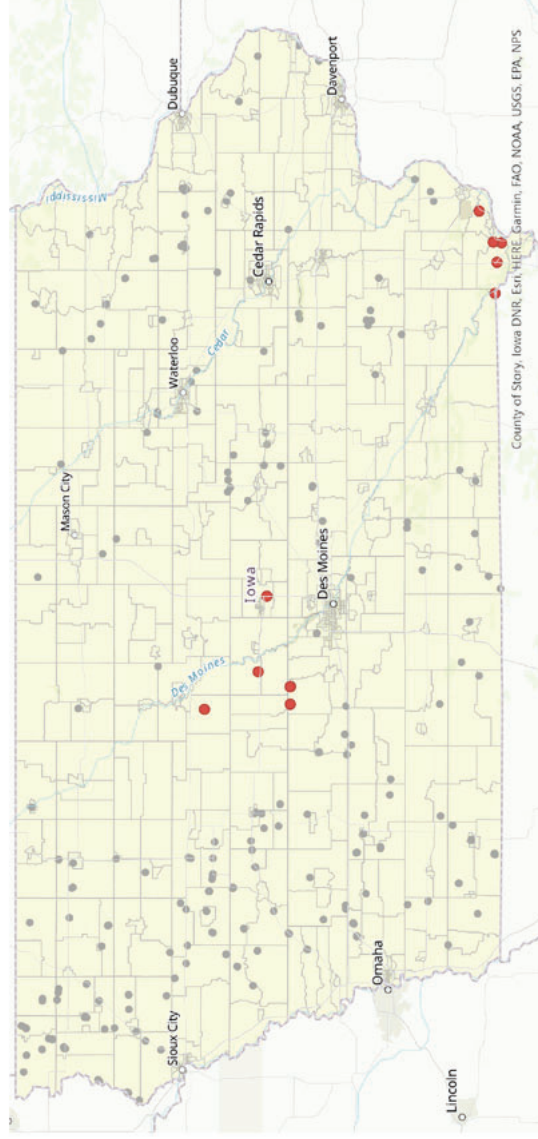 Mississippi
Dubuque
Davenport
Cedar Rapids
Cedar
Waterloo
Mason City
Iowa
Des Moines
Des Moines
Sioux City
Omaha
Lincoln
County of Story, Iowa DNR, Esri, HERE, Garmin, FAO, NOAA, USGS, EPA, NPS